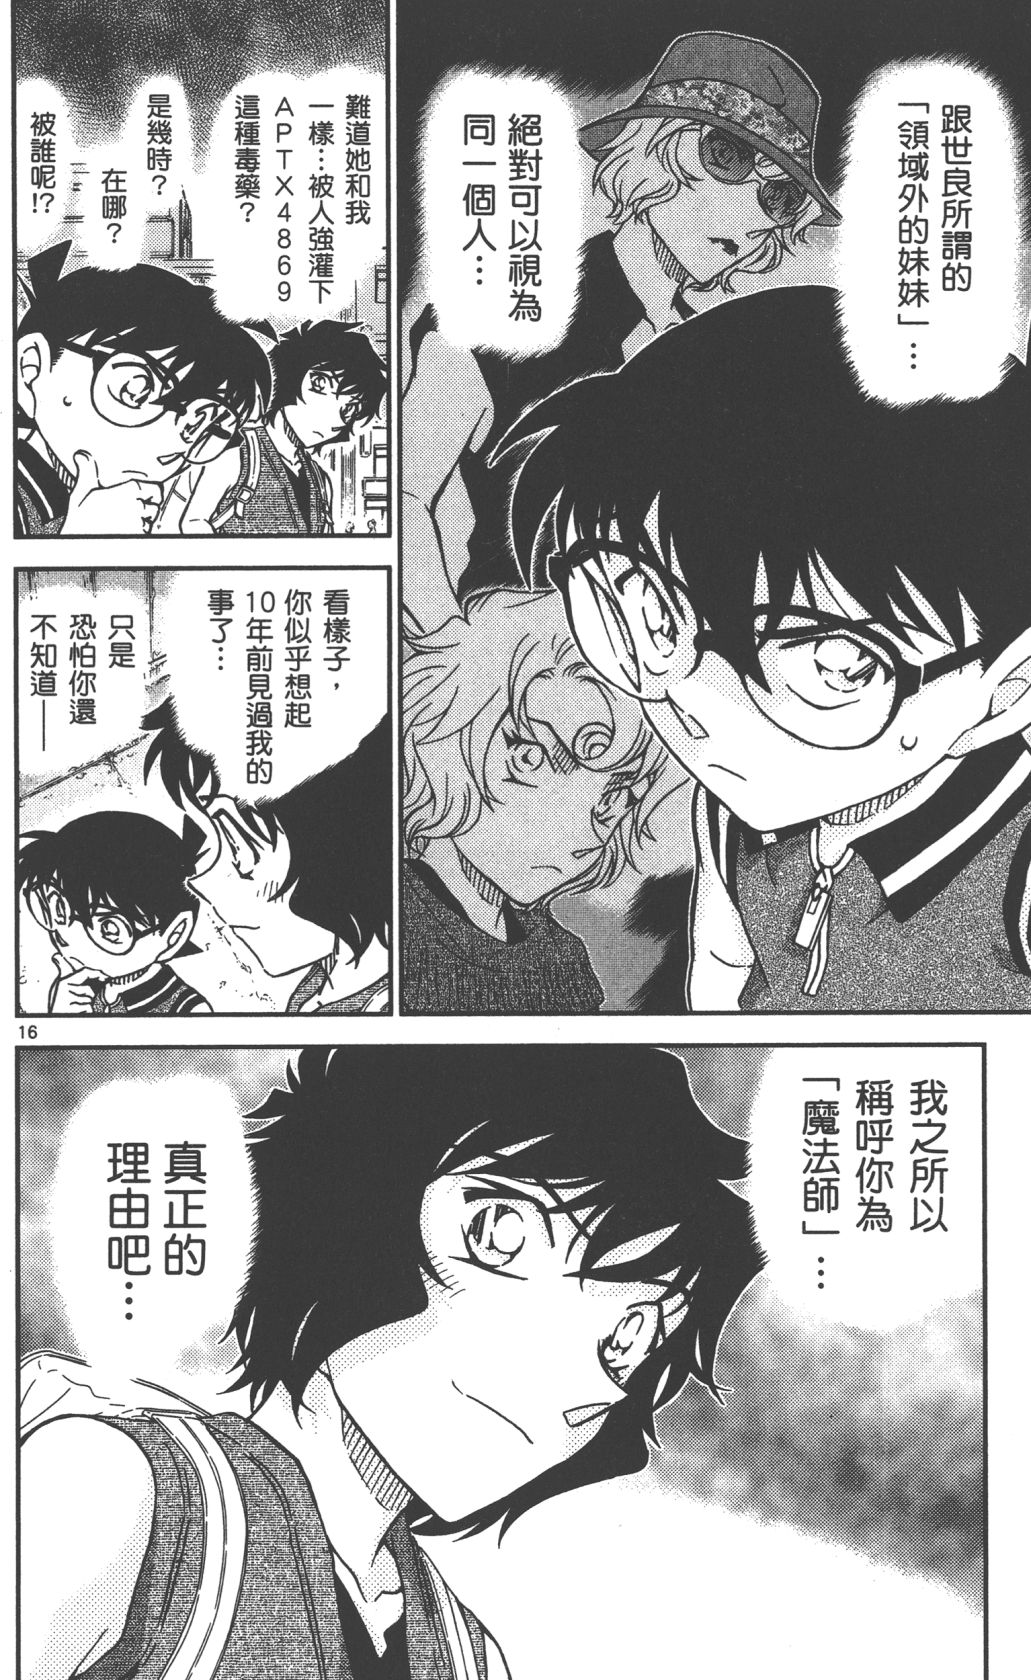 跟世良所謂的
「領域外的妹妹」…
絕對可以視為
同一個人…
難道她和我
一樣…被人強灌下
APTX4869
這種毒藥？
是幾時？
在哪？
被誰呢!?
看樣子，
你似乎想起
10年前見過我的
事了…
只是
恐怕你還
不知道——
16
我之所以
稱呼你為
「魔法師」…
真正的
理由吧…